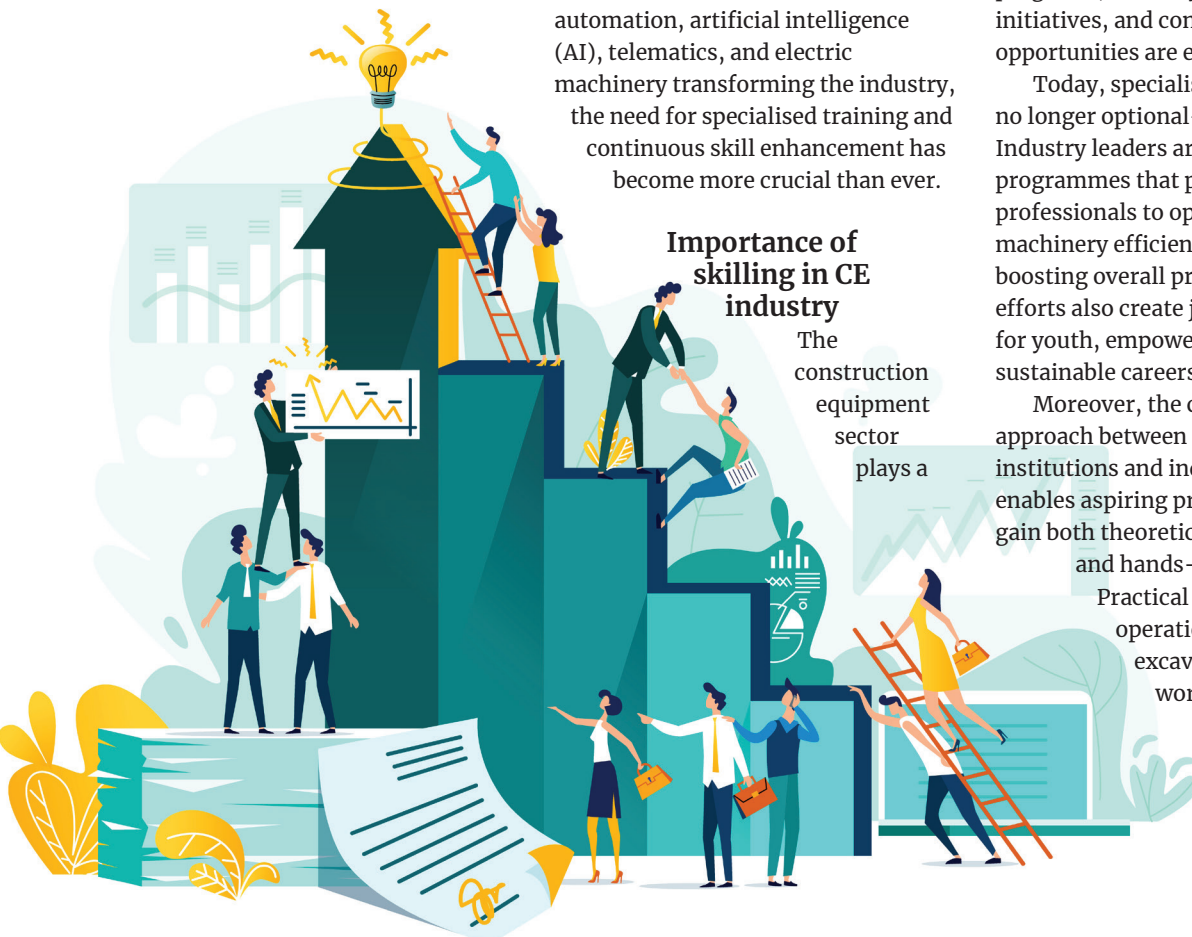 automation, artificial intelligence
(AI), telematics, and electric
machinery transforming the industry,
the need for specialised training and
continuous skill enhancement has
become more crucial than ever.
Importance of
skilling in CE
industry
The
construction
equipment
sector
plays a
initiatives, and con
opportunities are e
Today, specialis
no longer optional-
Industry leaders ar
programmes that p
professionals to op
machinery efficien
boosting overall pr
efforts also create j
for youth, empowe
sustainable careers
Moreover, the c
approach between
institutions and in
enables aspiring pr
gain both theoretic
and hands-
Practical
operatio
excav
wor